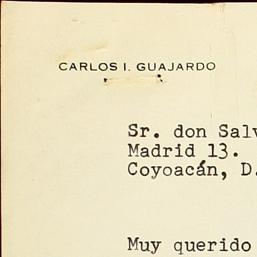 CARLOS I. GUAJARDO
Sr. don Salv
Madrid 13.
Coyoacán, D.
Muy querido